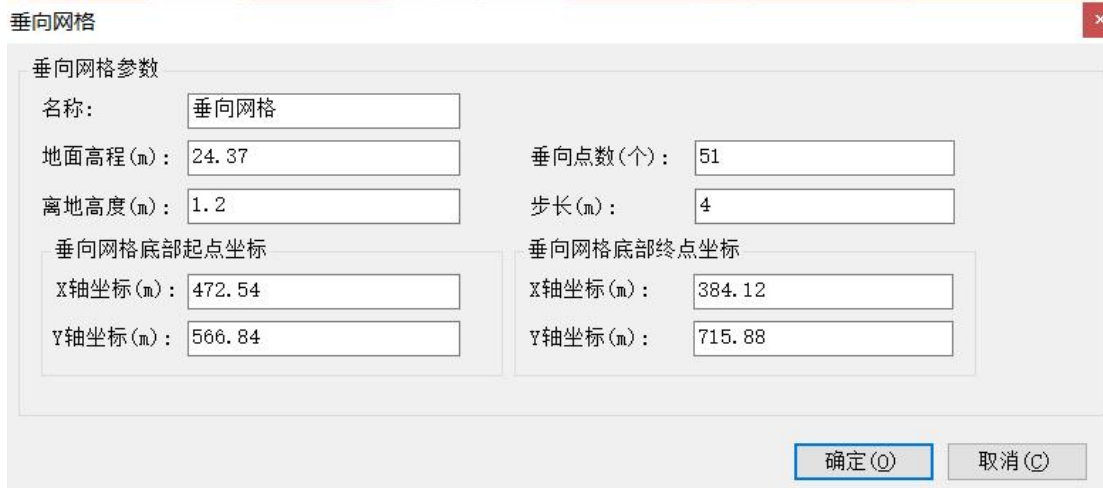 垂向网格
垂向网格参数
名称: 垂向网格
地面高程(m): 24.37 垂向点数(个): 51
离地高度(m): 1.2 步长(m): 4
垂向网格底部起点坐标 垂向网格底部终点坐标
X轴坐标(m): 472.54 X轴坐标(m): 384.12
Y轴坐标(m): 566.84 Y轴坐标(m): 715.88
确定(O) 取消(C)